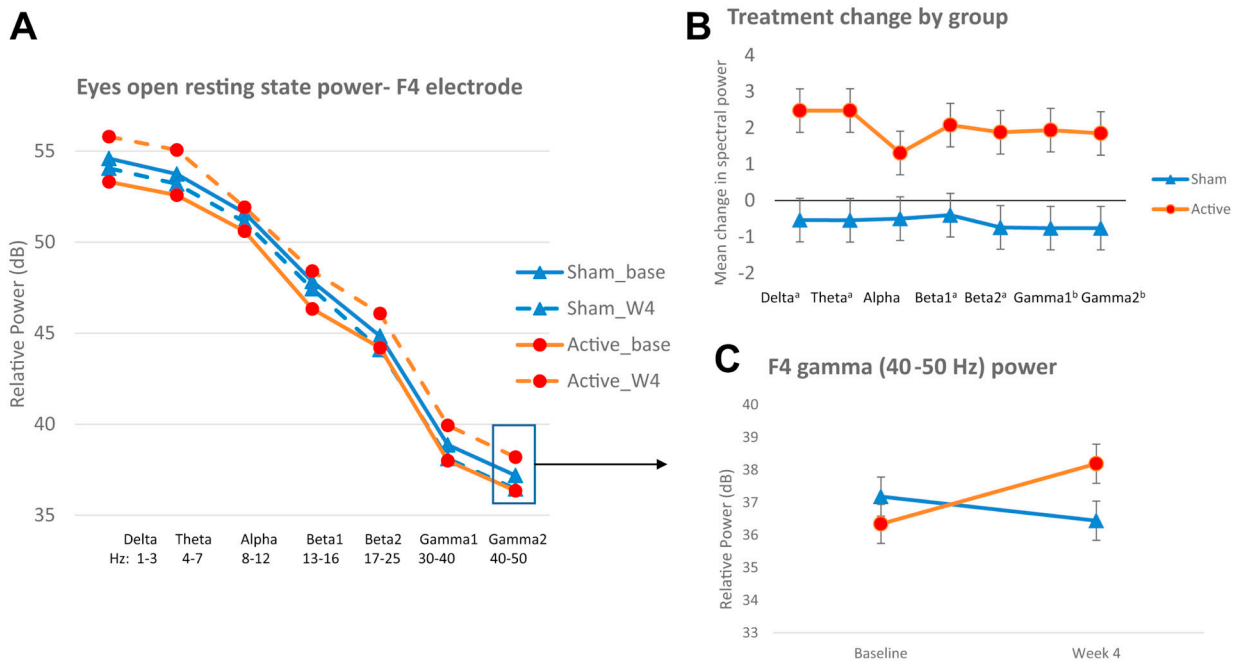 A
Eyes open resting state power- F4 electrode
Relative Power (dB)
55
50
45
40
35
Sham_base
Sham_W4
Active_base
Active_W4
Delta Theta Alpha Beta1 Beta2 Gamma1 Gamma2
Hz: 1-3 4-7 8-12 13-16 17-25 30-40 40-50
B Treatment change by group
Mean change in spectral power
4
3
2
1
0
-1
-2
Sham
Active
Deltaᵃ Thetaᵃ Alpha Beta1ᵃ Beta2ᵃ Gamma1ᵇ Gamma2ᵇ
C F4 gamma (40-50 Hz) power
Relative Power (dB)
40
39
38
37
36
35
34
33
Baseline Week 4